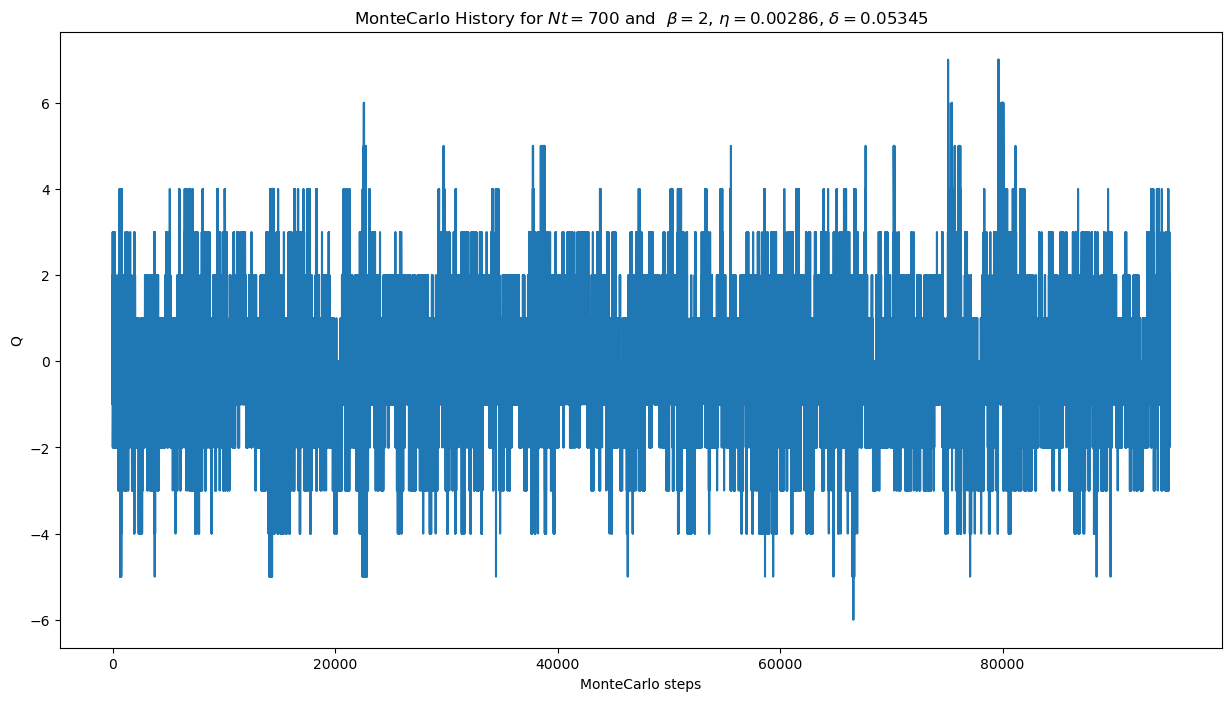 MonteCarlo History for Nt = 700 and β = 2, η = 0.00286, δ = 0.05345
6
4
2
0
−2
−4
−6
Q
0 20000 40000 60000 80000
MonteCarlo steps